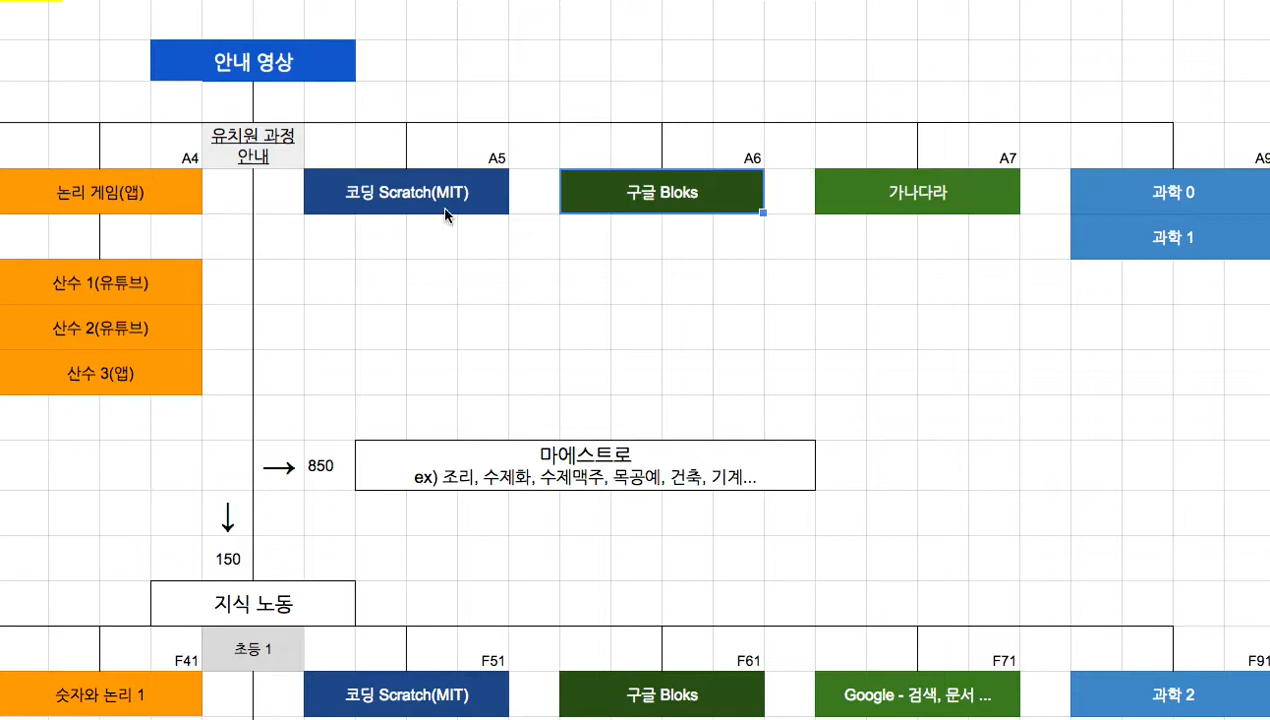 안내 영상
유치원 과정
안내
A4
A5
A6
A7
A9
논리 게임(앱)
코딩 Scratch(MIT)
구글 Bloks
가나다라
과학 0
과학 1
산수 1(유튜브)
산수 2(유튜브)
산수 3(앱)
→ 850
마에스트로
ex) 조리, 수제화, 수제맥주, 목공예, 건축, 기계...
↓
150
지식 노동
초등 1
F41
F51
F61
F71
F91
숫자와 논리 1
코딩 Scratch(MIT)
구글 Bloks
Google - 검색, 문서 ...
과학 2